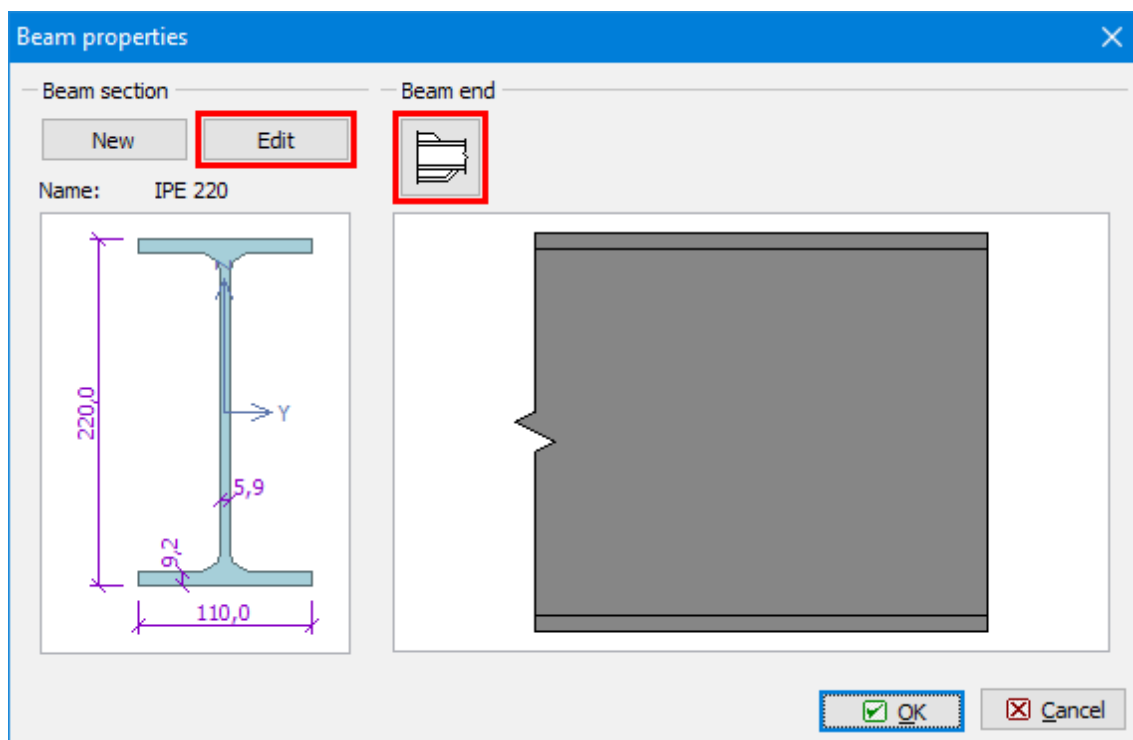 Beam properties
Beam section
Beam end
New
Edit
Name: IPE 220
220,0
Y
5,9
9,2
110,0
OK
Cancel